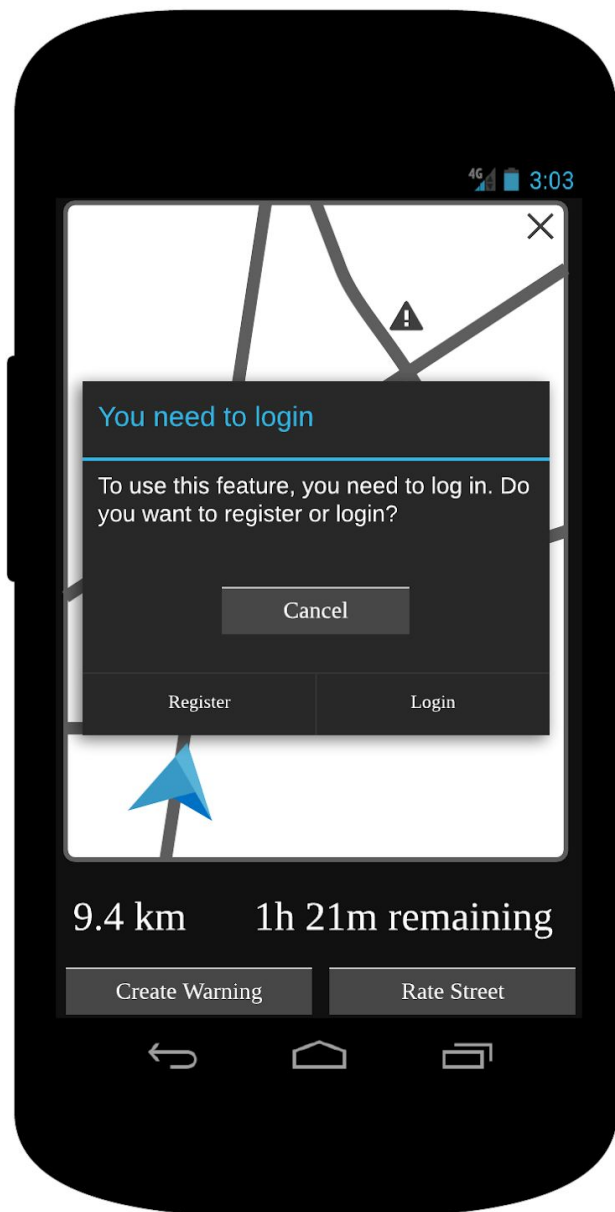 4G 3:03
You need to login
To use this feature, you need to log in. Do
you want to register or login?
Cancel
Register Login
9.4 km 1h 21m remaining
Create Warning Rate Street